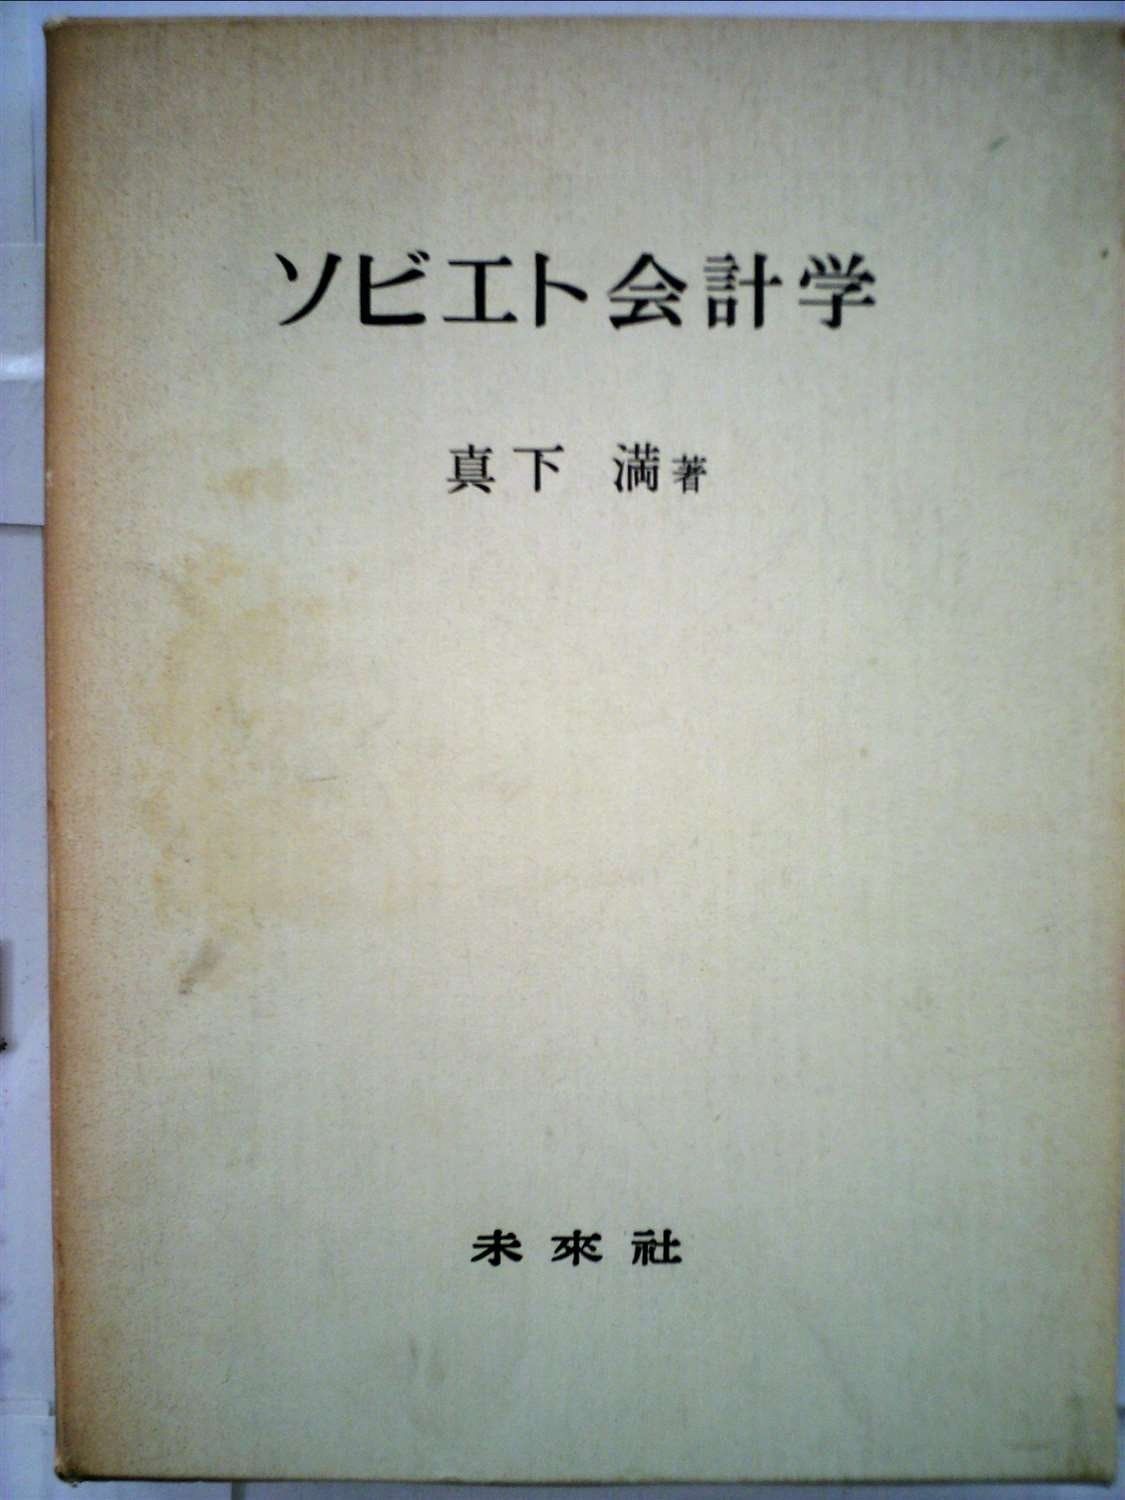 ソビエト会計学
真下 満著
未來社